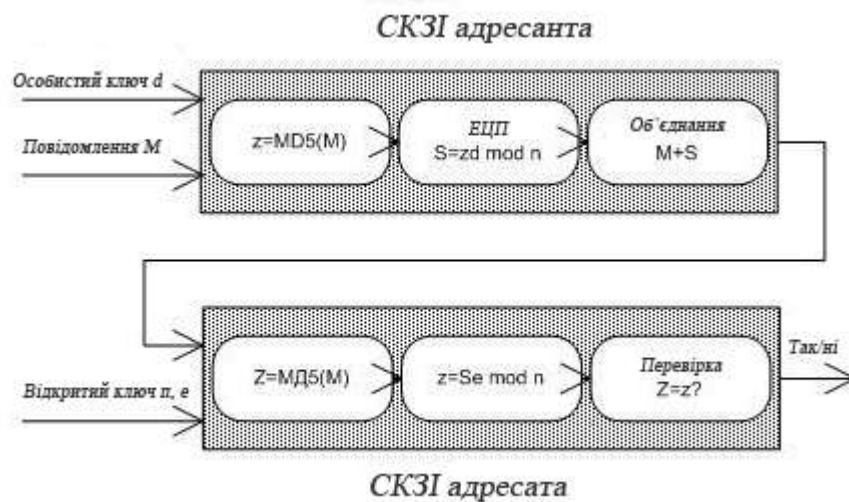 СКЗІ адресанта
Особистий ключ d
Повідомлення М
z=MD5(M)
ЕЦП
S=zd mod n
Об`єднання
M+S
Відкритий ключ п, е
Z=МД5(М)
z=Se mod n
Перевірка
Z=z?
Так/ні
СКЗІ адресата